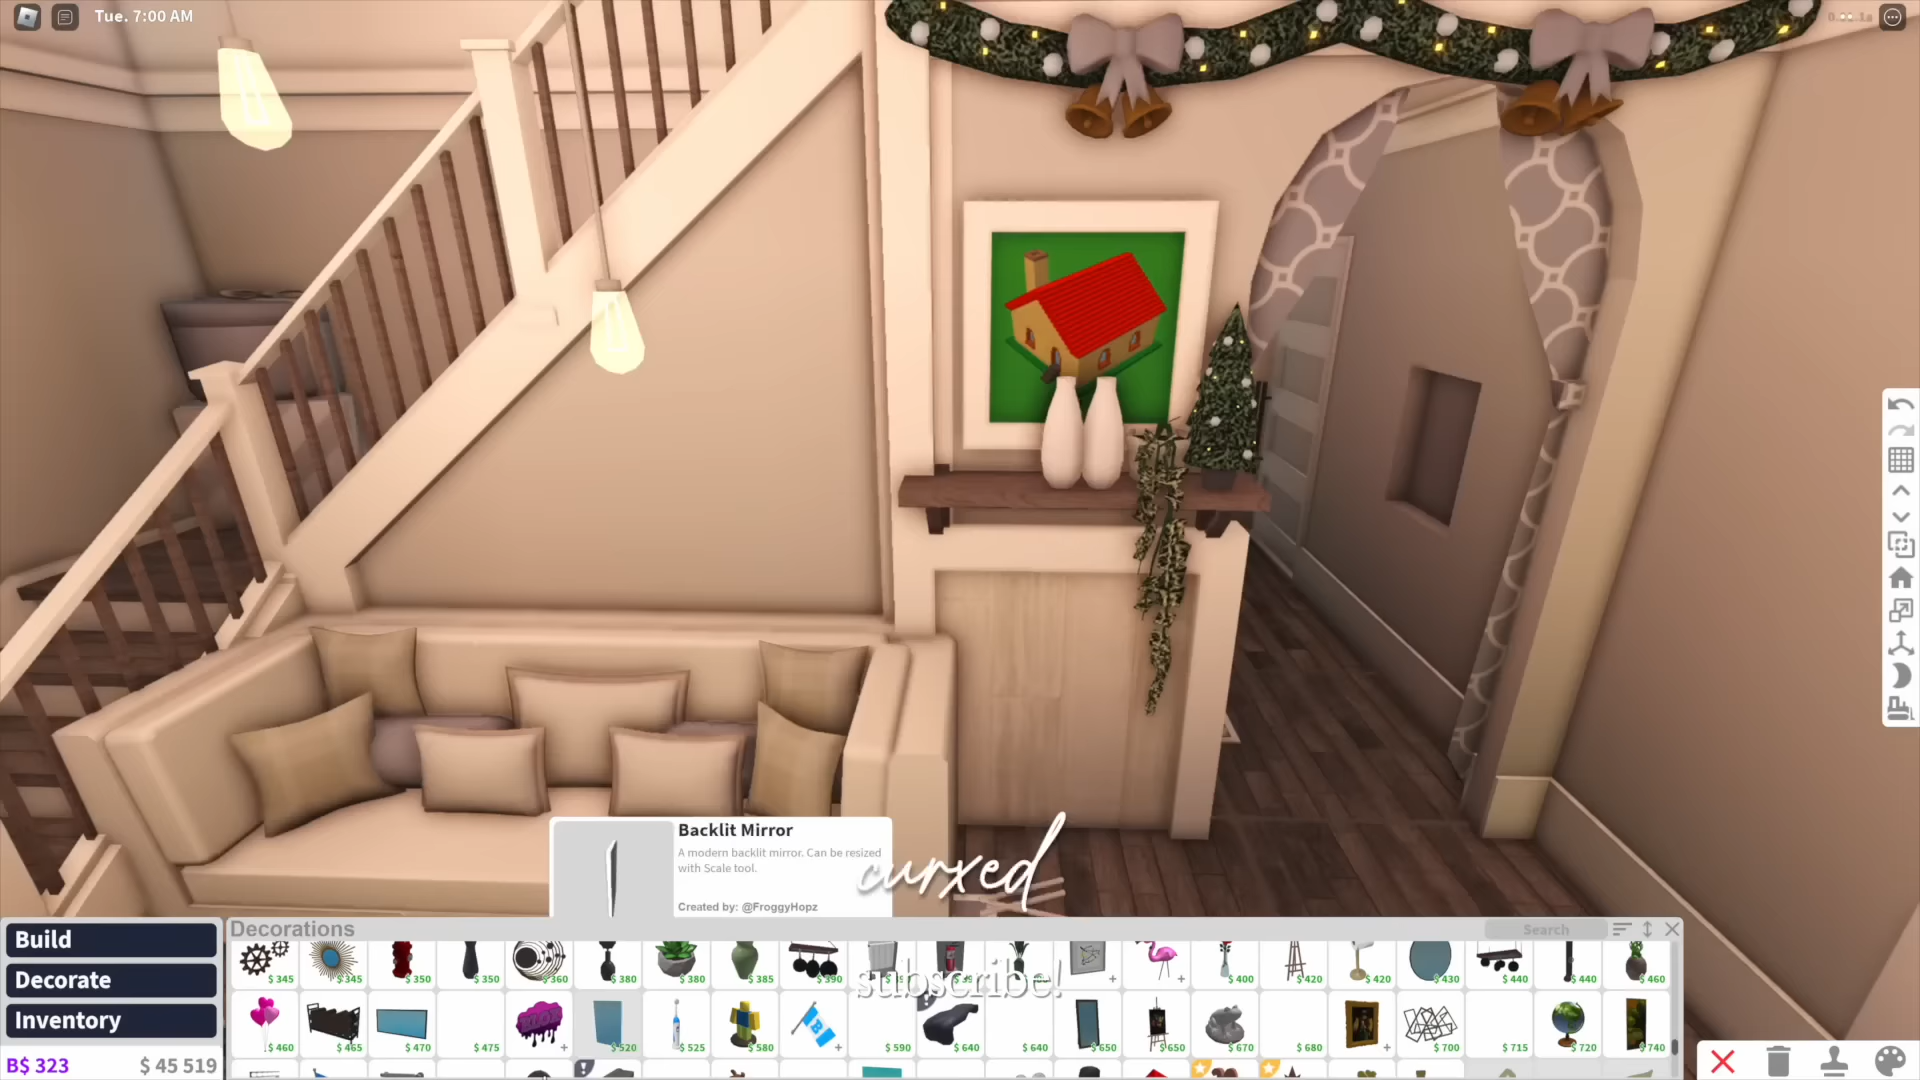 Tue. 7:00 AM
Backlit Mirror
A modern backlit mirror. Can be resized
with Scale tool.
Created by: @FroggyHopz
curxed
subscribe!
Build
Decorate
Inventory
B$ 323
$ 45 519
Decorations
Search
$ 345 $ 345 $ 350 $ 350 $ 360 $ 380 $ 380 $ 385 $ 390 + + $ 400 $ 420 $ 420 $ 430 $ 440 $ 440 $ 460
$ 460 $ 465 $ 470 $ 475 + $ 520 $ 525 $ 580 + $ 590 $ 640 $ 640 $ 650 $ 650 $ 670 $ 680 + $ 700 $ 715 $ 720 $ 740